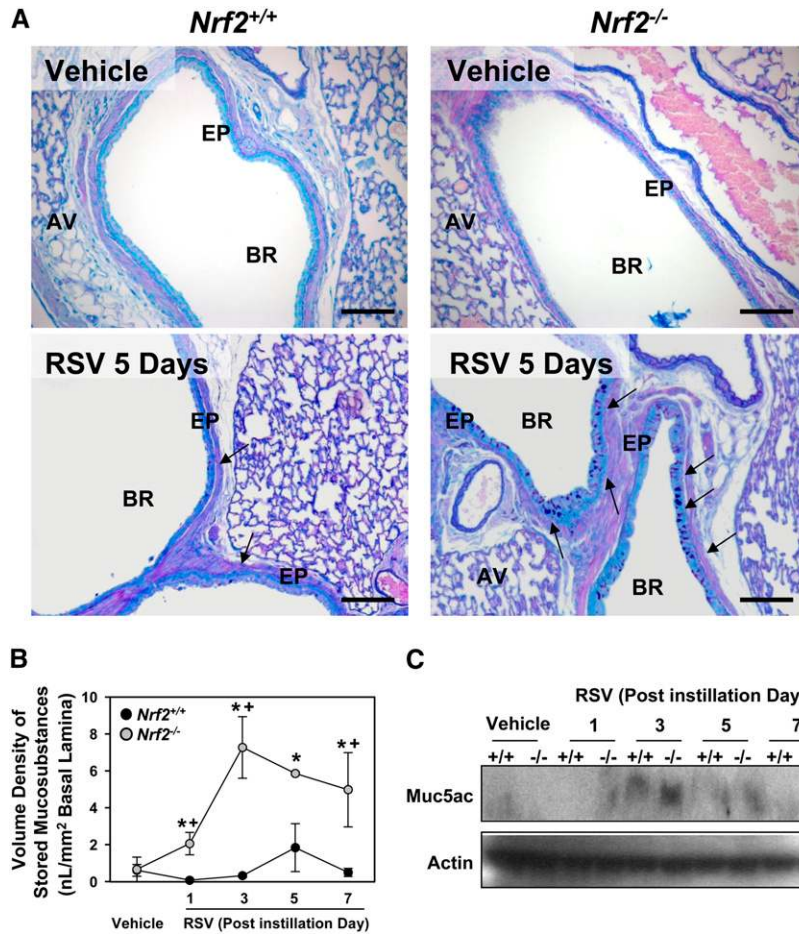 A
Nrf2+/+
Nrf2-/-
Vehicle
EP
AV
BR
Vehicle
AV
EP
BR
RSV 5 Days
EP
BR
EP
RSV 5 Days
EP
BR
EP
AV
BR
B
Volume Density of
Stored Mucosubstances
(nL/mm² Basal Lamina)
10
8
6
4
2
0
Nrf2+/+
Nrf2-/-
*+
*+
*
*+
1 3 5 7
Vehicle RSV (Post instillation Day)
C
RSV (Post instillation Day
Vehicle 1 3 5 7
+/+ -/- +/+ -/- +/+ -/- +/+ -/- +/+
Muc5ac
Actin